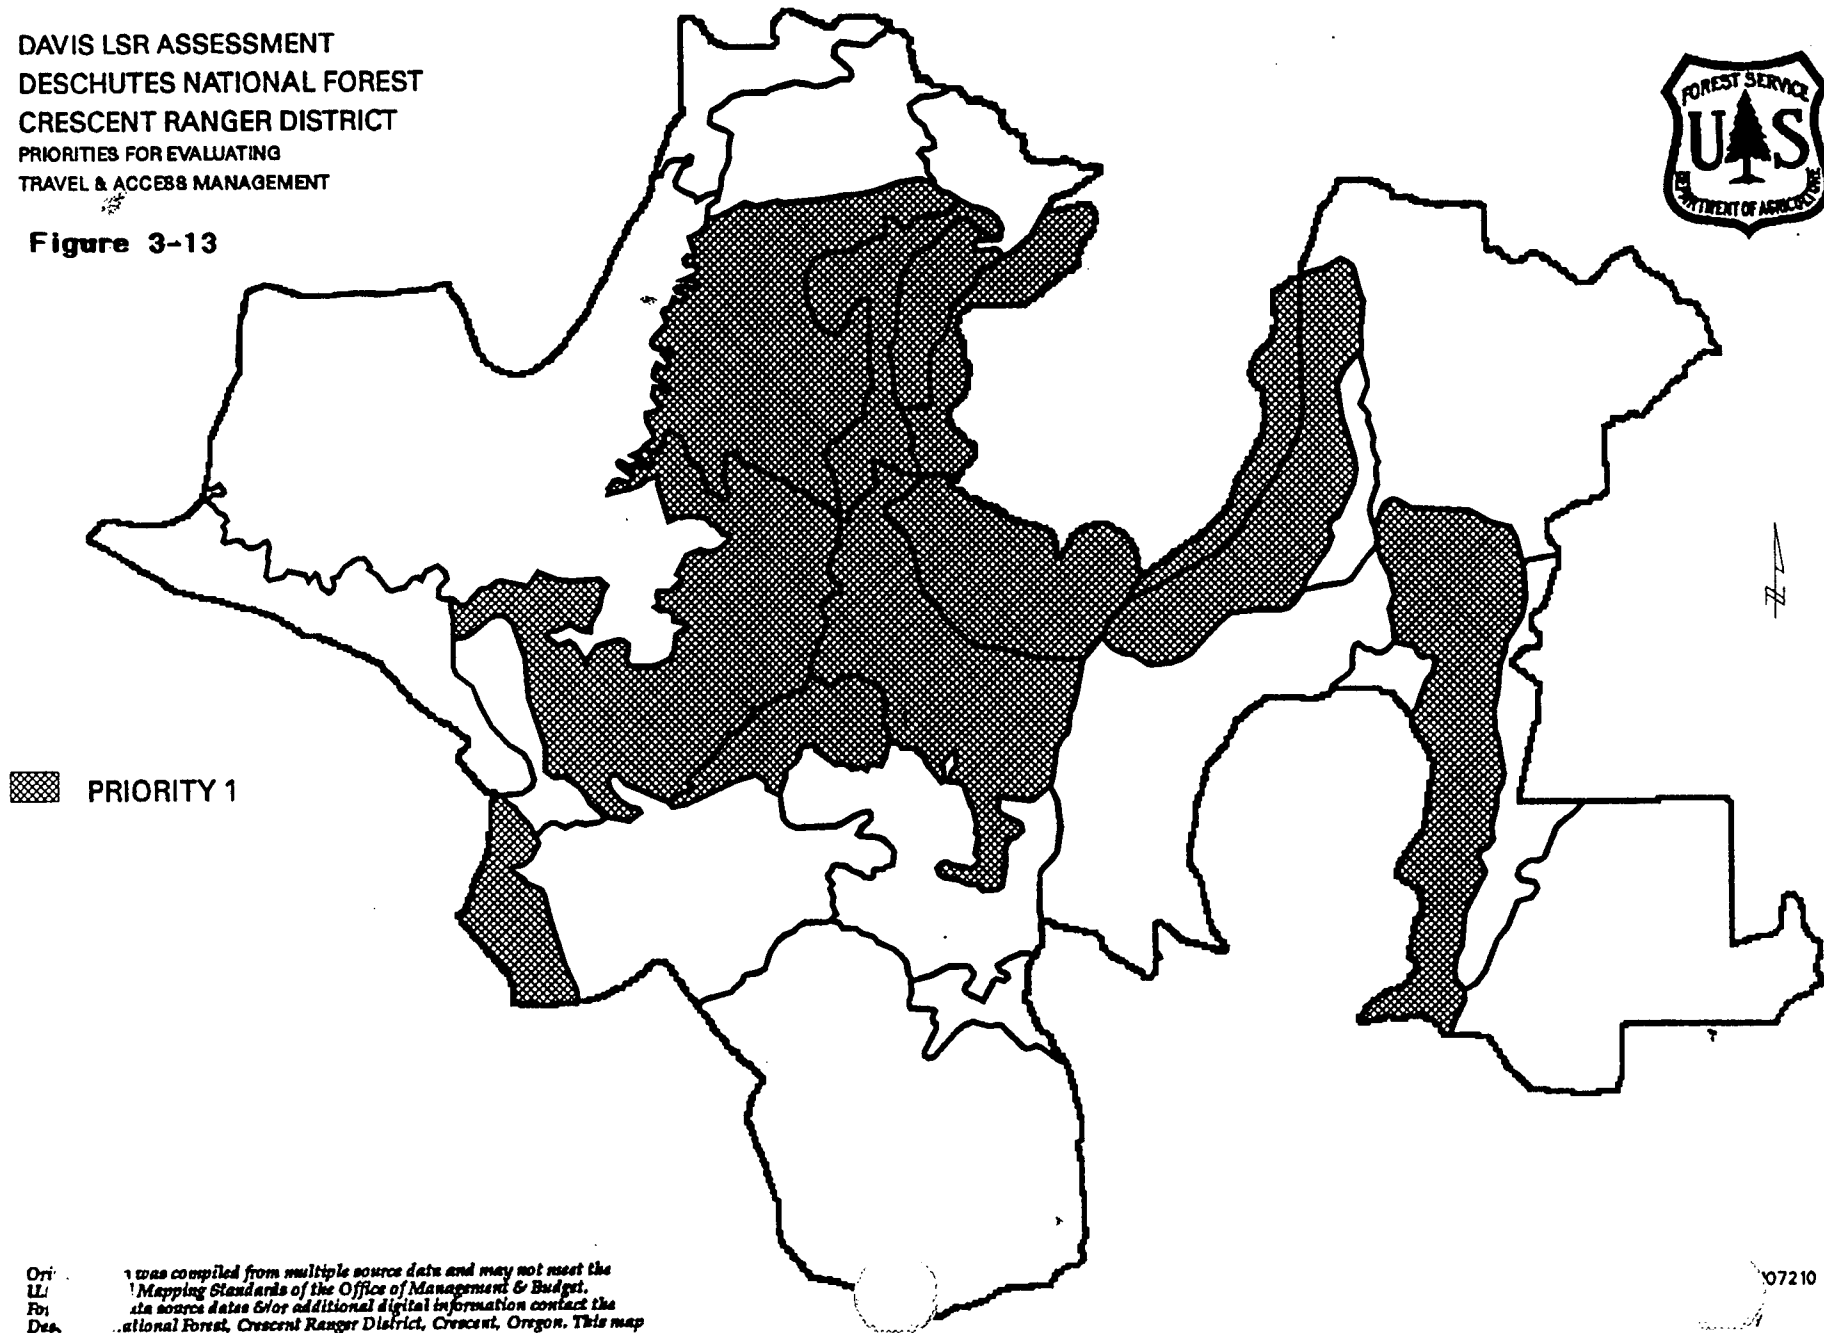 DAVIS LSR ASSESSMENT
DESCHUTES NATIONAL FOREST
CRESCENT RANGER DISTRICT
PRIORITIES FOR EVALUATING
TRAVEL & ACCESS MANAGEMENT
Figure 3-13
FOREST SERVICE
U S
DEPARTMENT OF AGRICULTURE
PRIORITY 1
was compiled from multiple source data and may not meet the
Mapping Standards of the Office of Management & Budget.
source dates &/or additional digital information contact the
National Forest, Crescent Ranger District, Crescent, Oregon. This map
07210